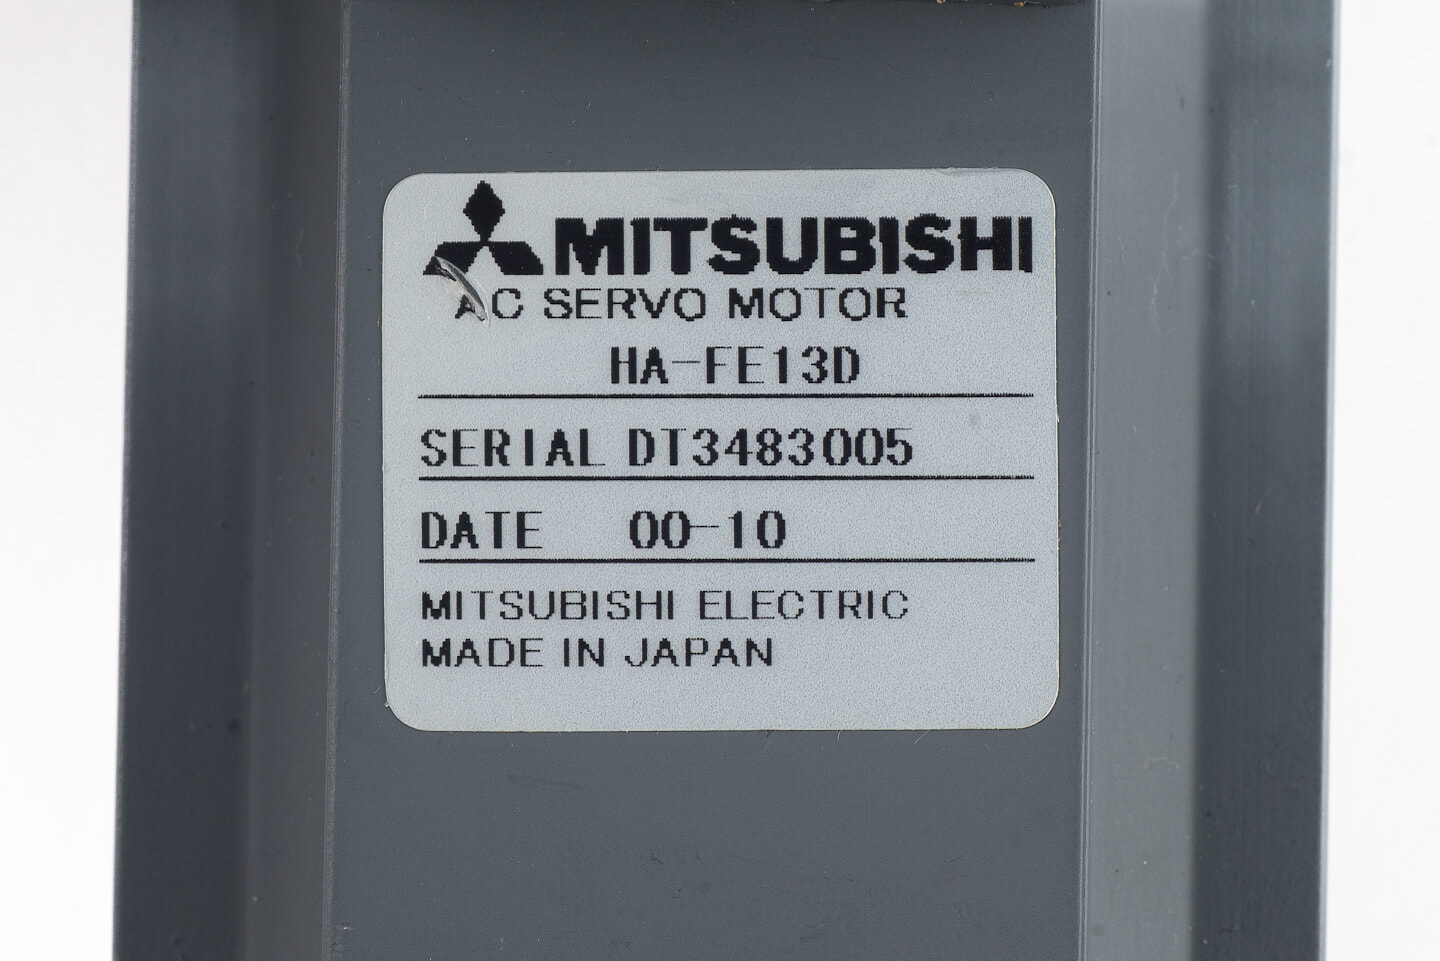 MITSUBISHI
AC SERVO MOTOR
HA-FE13D
SERIAL DT3483005
DATE 00-10
MITSUBISHI ELECTRIC
MADE IN JAPAN